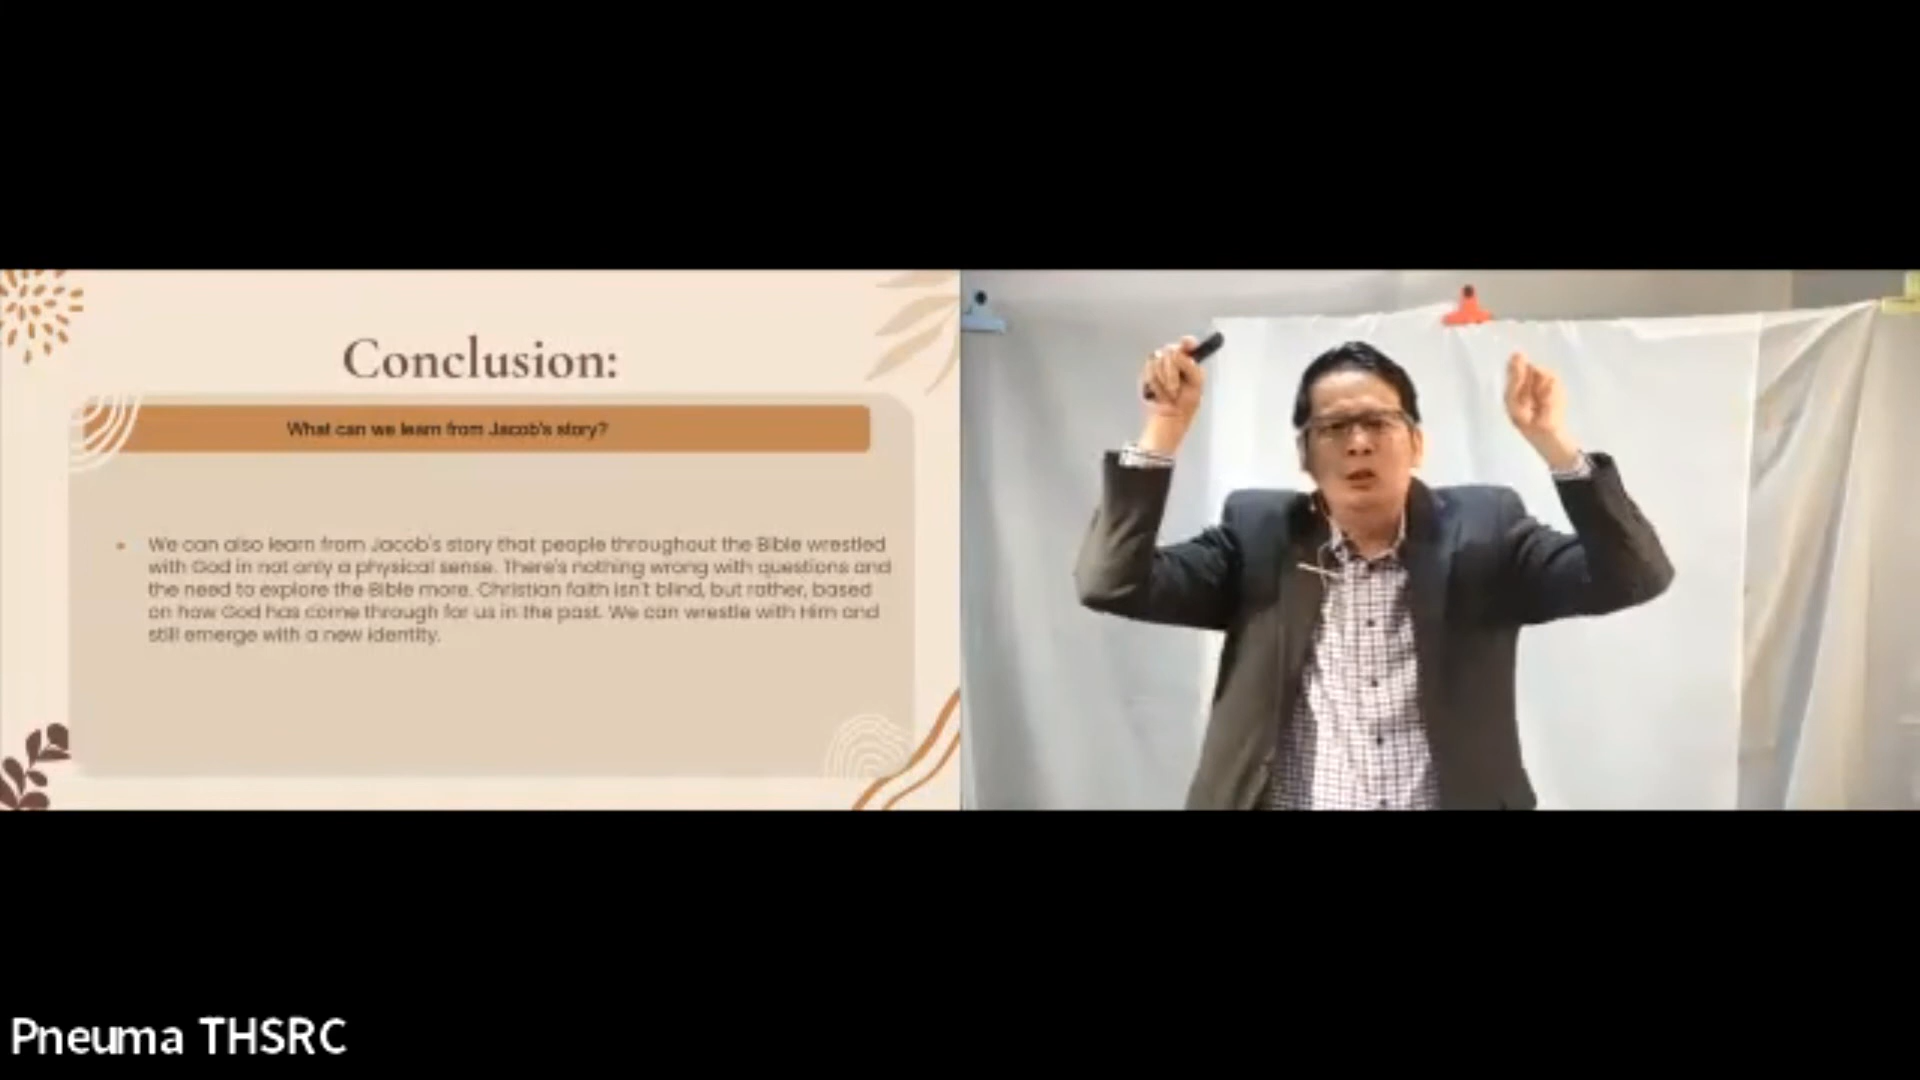 Conclusion:
What can we learn from Jacob's story?
We can also learn from Jacob's story that people throughout the Bible wrestled
with God in not only a physical sense. There's nothing wrong with questions and
the need to explore the Bible more. Christian faith isn't blind, but rather, based
on how God has come through for us in the past. We can wrestle with Him and
still emerge with a new identity.
Pneuma THSRC